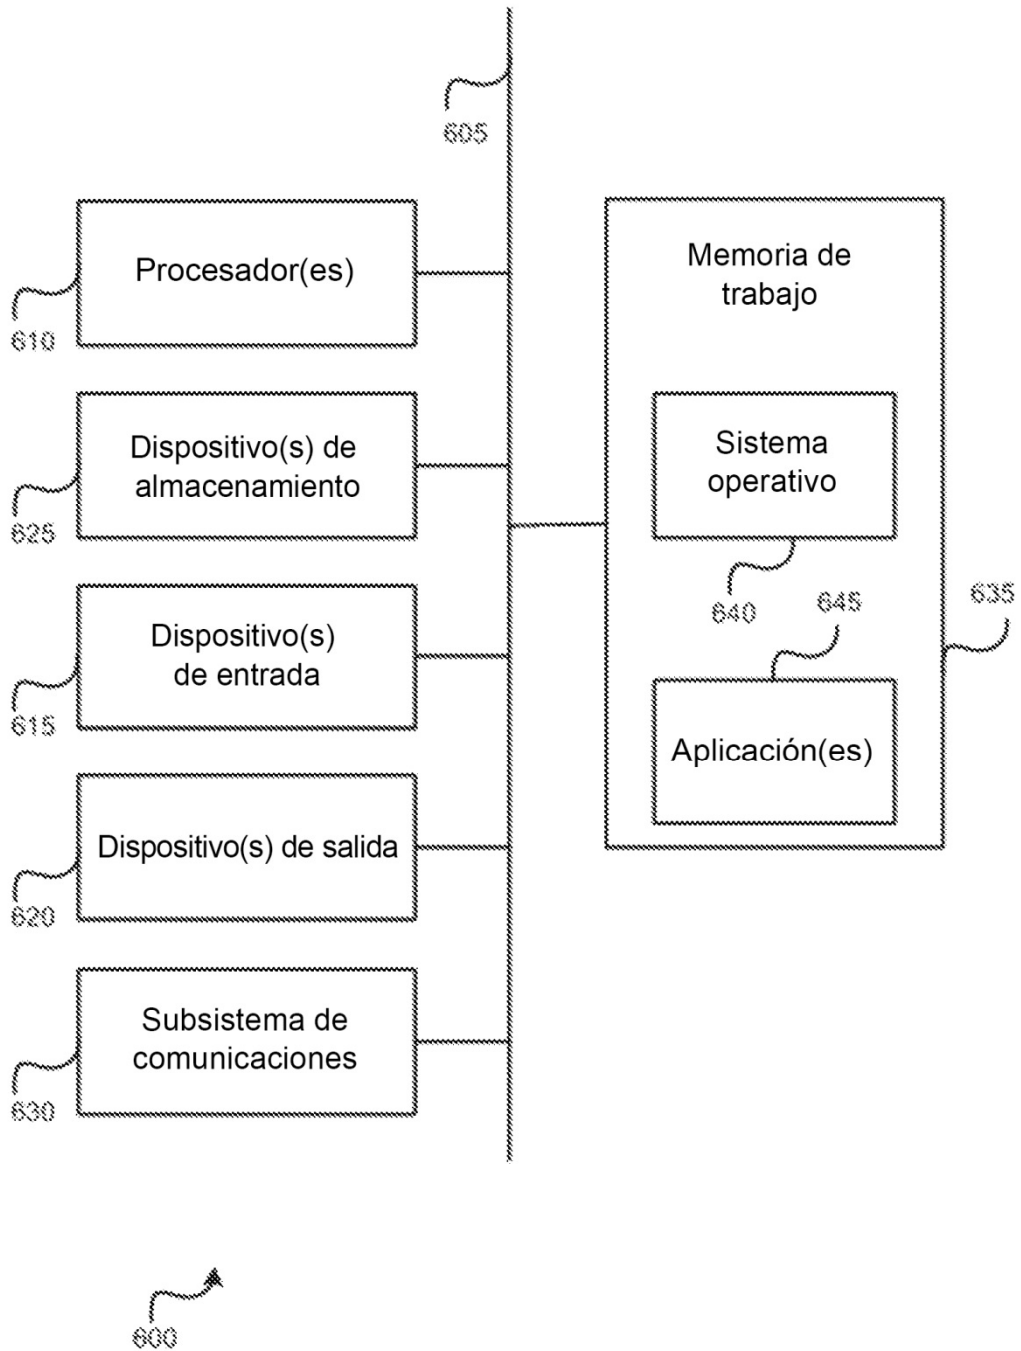 605
Procesador(es)
610
Dispositivo(s) de
almacenamiento
625
Dispositivo(s)
de entrada
615
Dispositivo(s) de salida
620
Subsistema de
comunicaciones
630
Memoria de
trabajo
Sistema
operativo
640
645
635
Aplicación(es)
600